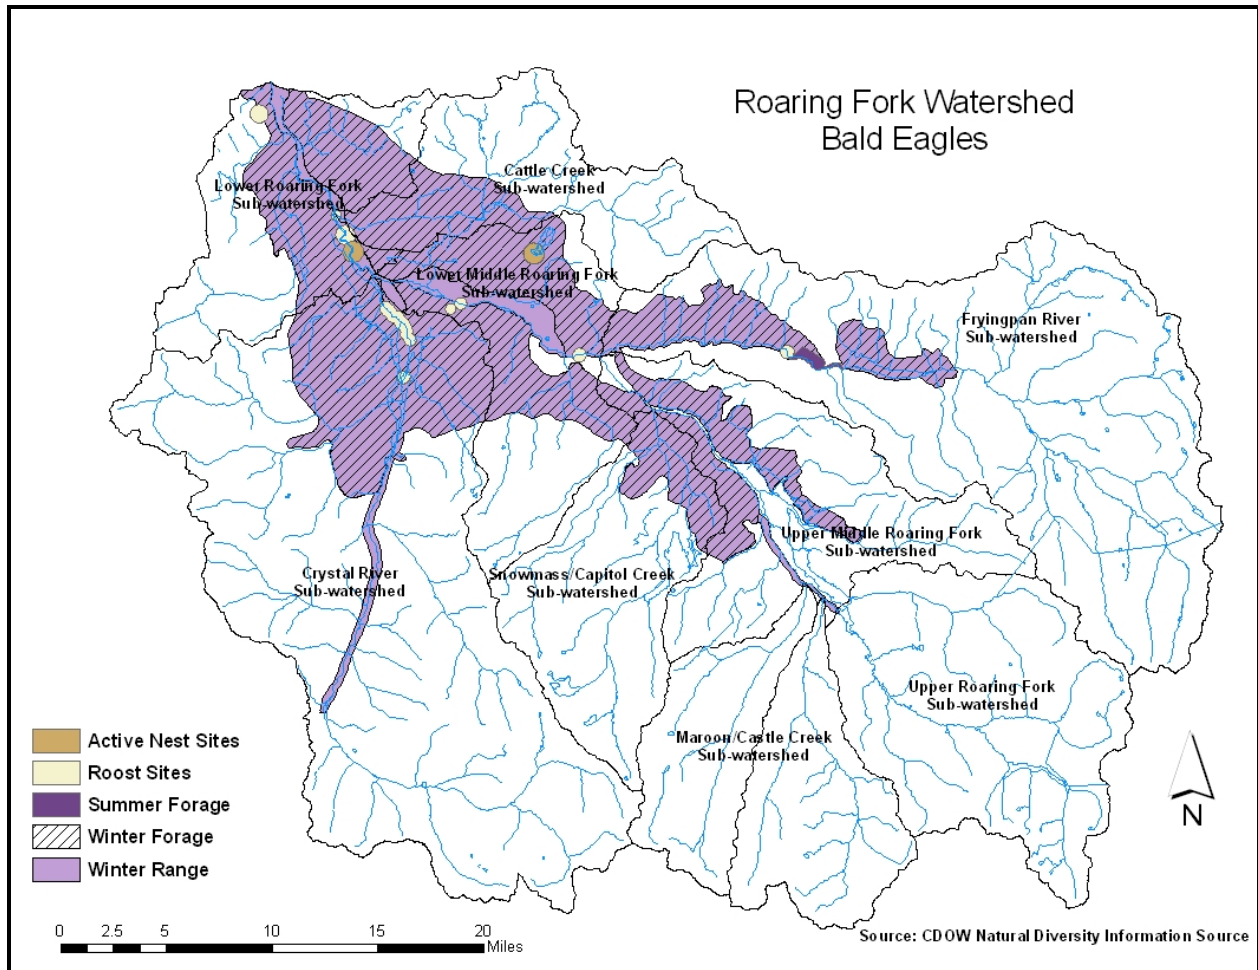 Roaring Fork Watershed
Bald Eagles
Cattle Creek
Sub-watershed
Lower Roaring Fork
Sub-watershed
Lower Middle Roaring Fork
Sub-watershed
Fryingpan River
Sub-watershed
Upper Middle Roaring Fork
Sub-watershed
Crystal River
Sub-watershed
Snowmass/Capitol Creek
Sub-watershed
Upper Roaring Fork
Sub-watershed
Maroon/Castle Creek
Sub-watershed
Active Nest Sites
Roost Sites
Summer Forage
Winter Forage
Winter Range
N
0 2.5 5 10 15 20
Miles
Source: CDOW Natural Diversity Information Source